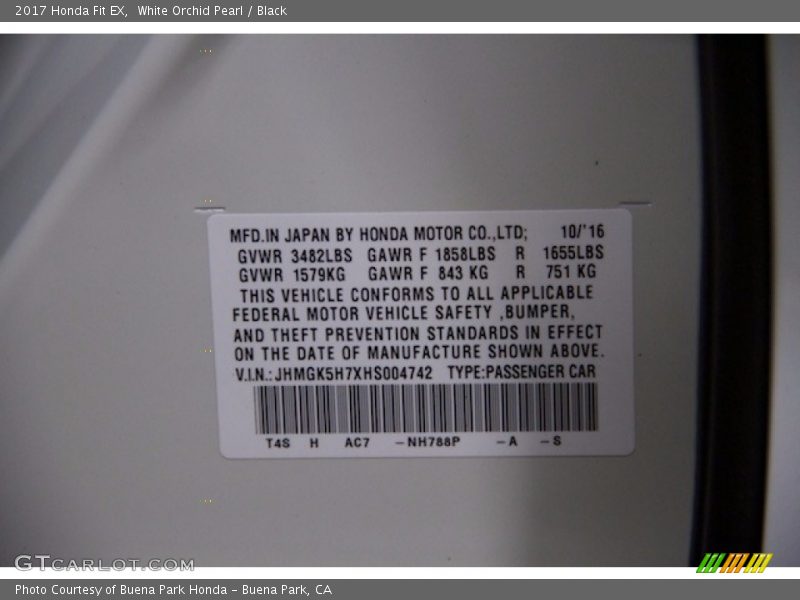 2017 Honda Fit EX, White Orchid Pearl / Black
MFD.IN JAPAN BY HONDA MOTOR CO.,LTD; 10/'16
GVWR 3482LBS GAWR F 1858LBS R 1655LBS
GVWR 1579KG GAWR F 843 KG R 751 KG
THIS VEHICLE CONFORMS TO ALL APPLICABLE
FEDERAL MOTOR VEHICLE SAFETY ,BUMPER,
AND THEFT PREVENTION STANDARDS IN EFFECT
ON THE DATE OF MANUFACTURE SHOWN ABOVE.
V.I.N.: JHMGK5H7XHS004742 TYPE:PASSENGER CAR
T4S H AC7 -NH788P -A -S
GTCARLOT.COM
Photo Courtesy of Buena Park Honda - Buena Park, CA